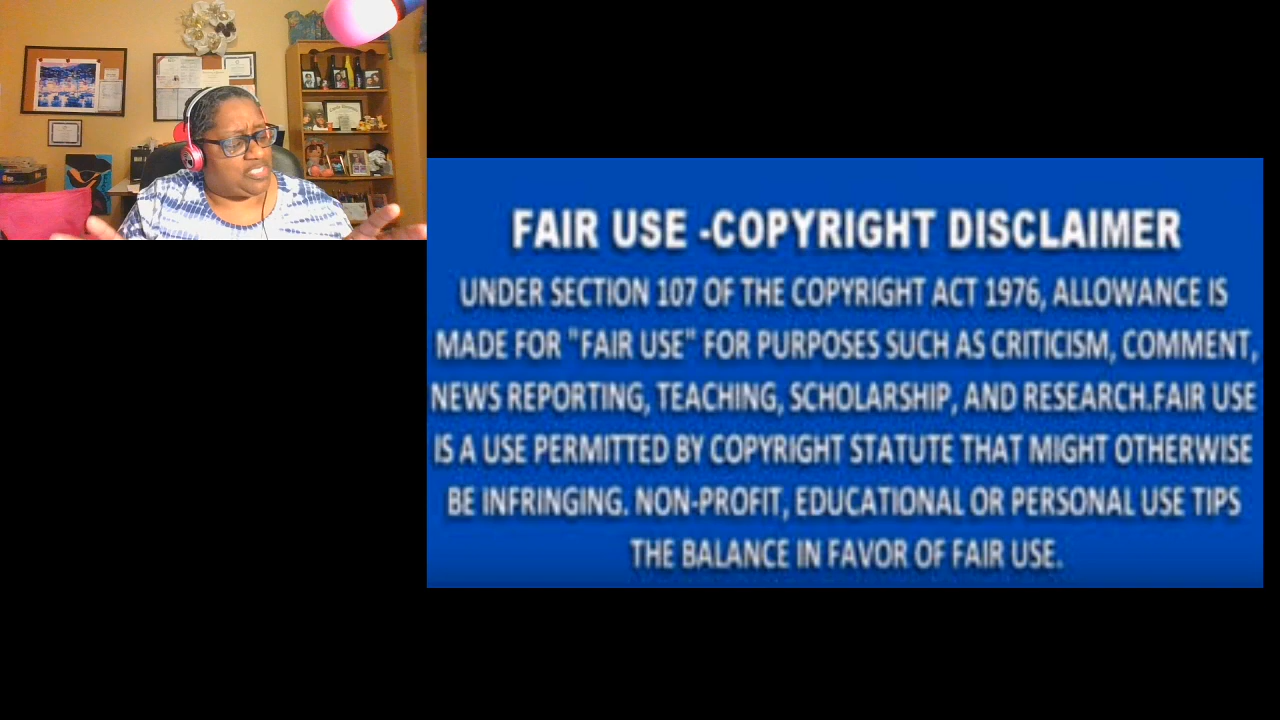 FAIR USE -COPYRIGHT DISCLAIMER
UNDER SECTION 107 OF THE COPYRIGHT ACT 1976, ALLOWANCE IS
MADE FOR "FAIR USE" FOR PURPOSES SUCH AS CRITICISM, COMMENT,
NEWS REPORTING, TEACHING, SCHOLARSHIP, AND RESEARCH.FAIR USE
IS A USE PERMITTED BY COPYRIGHT STATUTE THAT MIGHT OTHERWISE
BE INFRINGING. NON-PROFIT, EDUCATIONAL OR PERSONAL USE TIPS
THE BALANCE IN FAVOR OF FAIR USE.